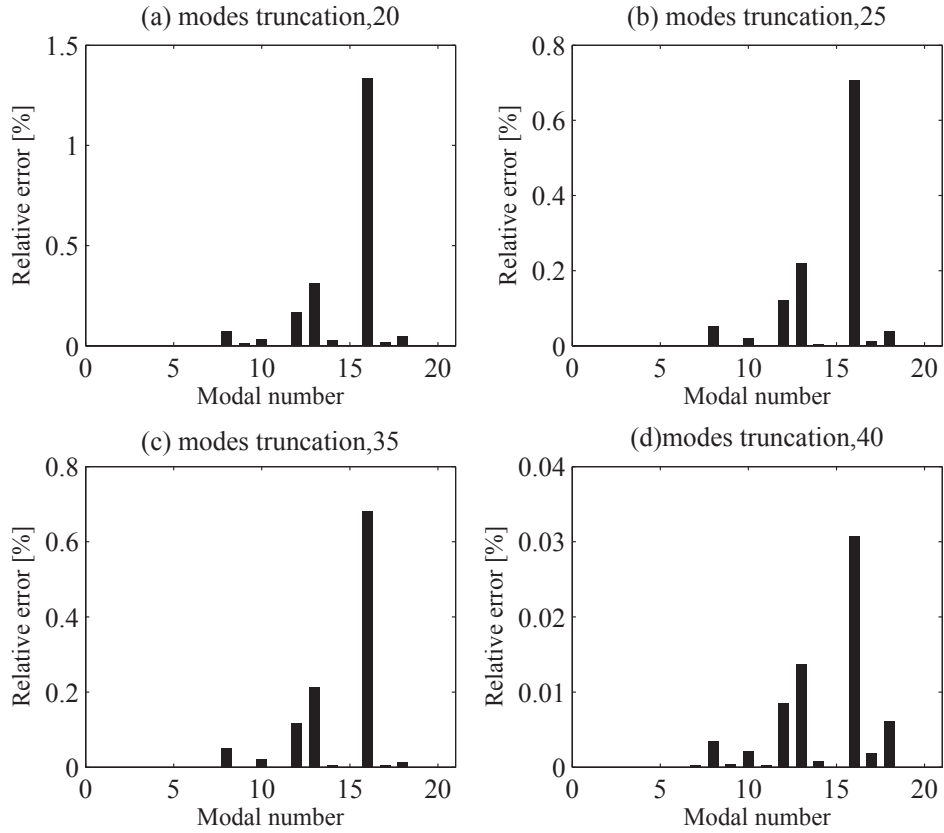 (a) modes truncation,20
Relative error [%]
1.5
1
0.5
0
0 5 10 15 20
Modal number
(b) modes truncation,25
Relative error [%]
0.8
0.6
0.4
0.2
0
0 5 10 15 20
Modal number
(c) modes truncation,35
Relative error [%]
0.8
0.6
0.4
0.2
0
0 5 10 15 20
Modal number
(d)modes truncation,40
Relative error [%]
0.04
0.03
0.02
0.01
0
0 5 10 15 20
Modal number